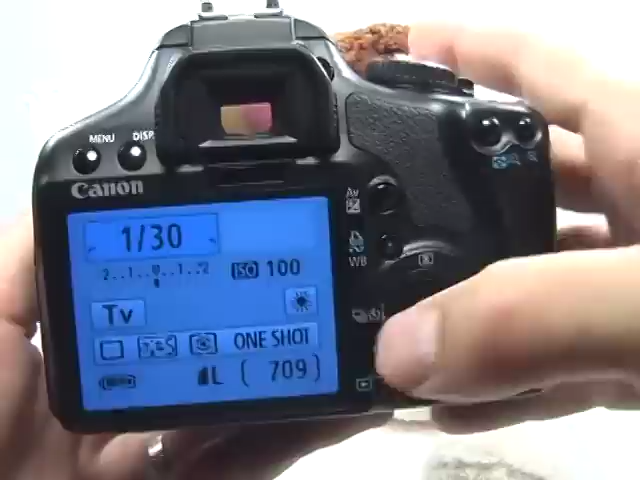 MENU DISP.
Canon
Av
WB
1/30
2..1..0..1..2
ISO 100
Tv
ONE SHOT
L ( 709)